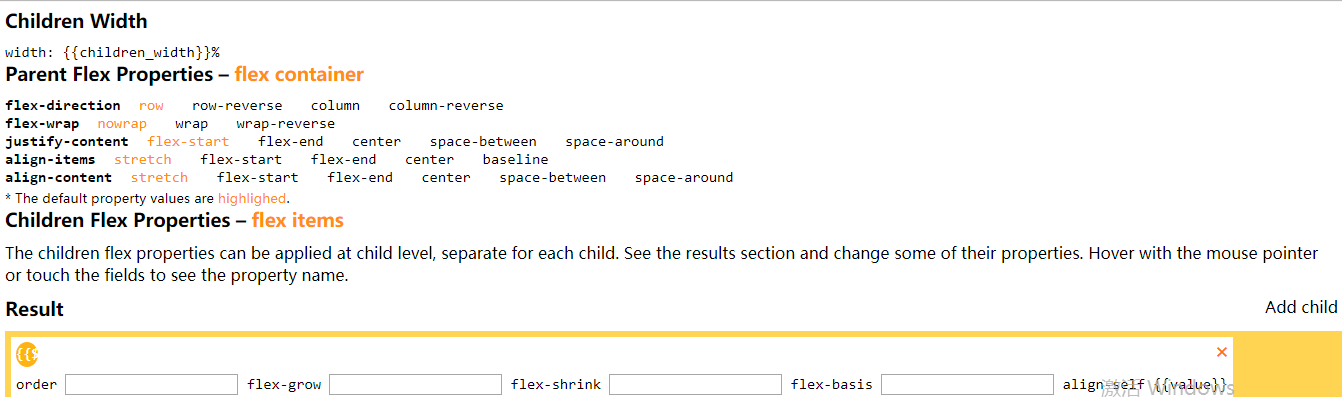 Children Width
width: {{children_width}}%
Parent Flex Properties – flex container
flex-direction row row-reverse column column-reverse
flex-wrap nowrap wrap wrap-reverse
justify-content flex-start flex-end center space-between space-around
align-items stretch flex-start flex-end center baseline
align-content stretch flex-start flex-end center space-between space-around
* The default property values are highlighed.
Children Flex Properties – flex items
The children flex properties can be applied at child level, separate for each child. See the results section and change some of their properties. Hover with the mouse pointer
or touch the fields to see the property name.
Result Add child
{{$ ×
order flex-grow flex-shrink flex-basis align-self {{value}}
激活 Windows